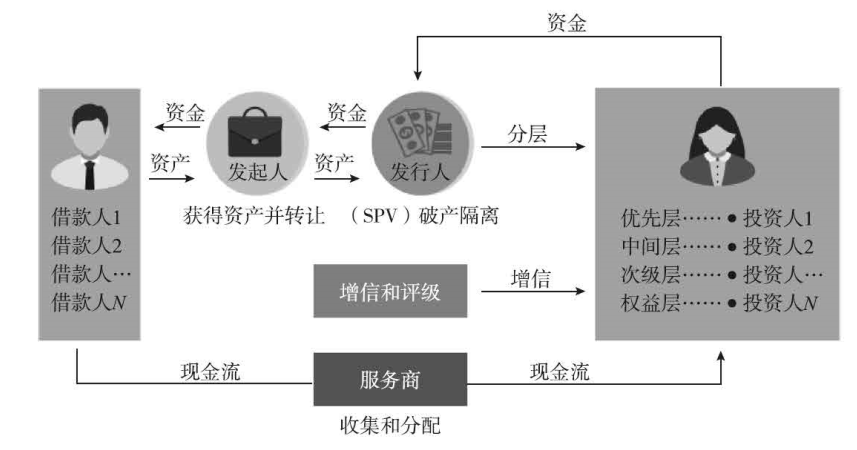 资金
资金
资金
资产
资产
分层
发起人
发行人
获得资产并转让
（SPV）破产隔离
借款人1
借款人2
借款人…
借款人N
优先层……●投资人1
中间层……●投资人2
次级层……●投资人…
权益层……●投资人N
增信和评级
增信
现金流
服务商
现金流
收集和分配